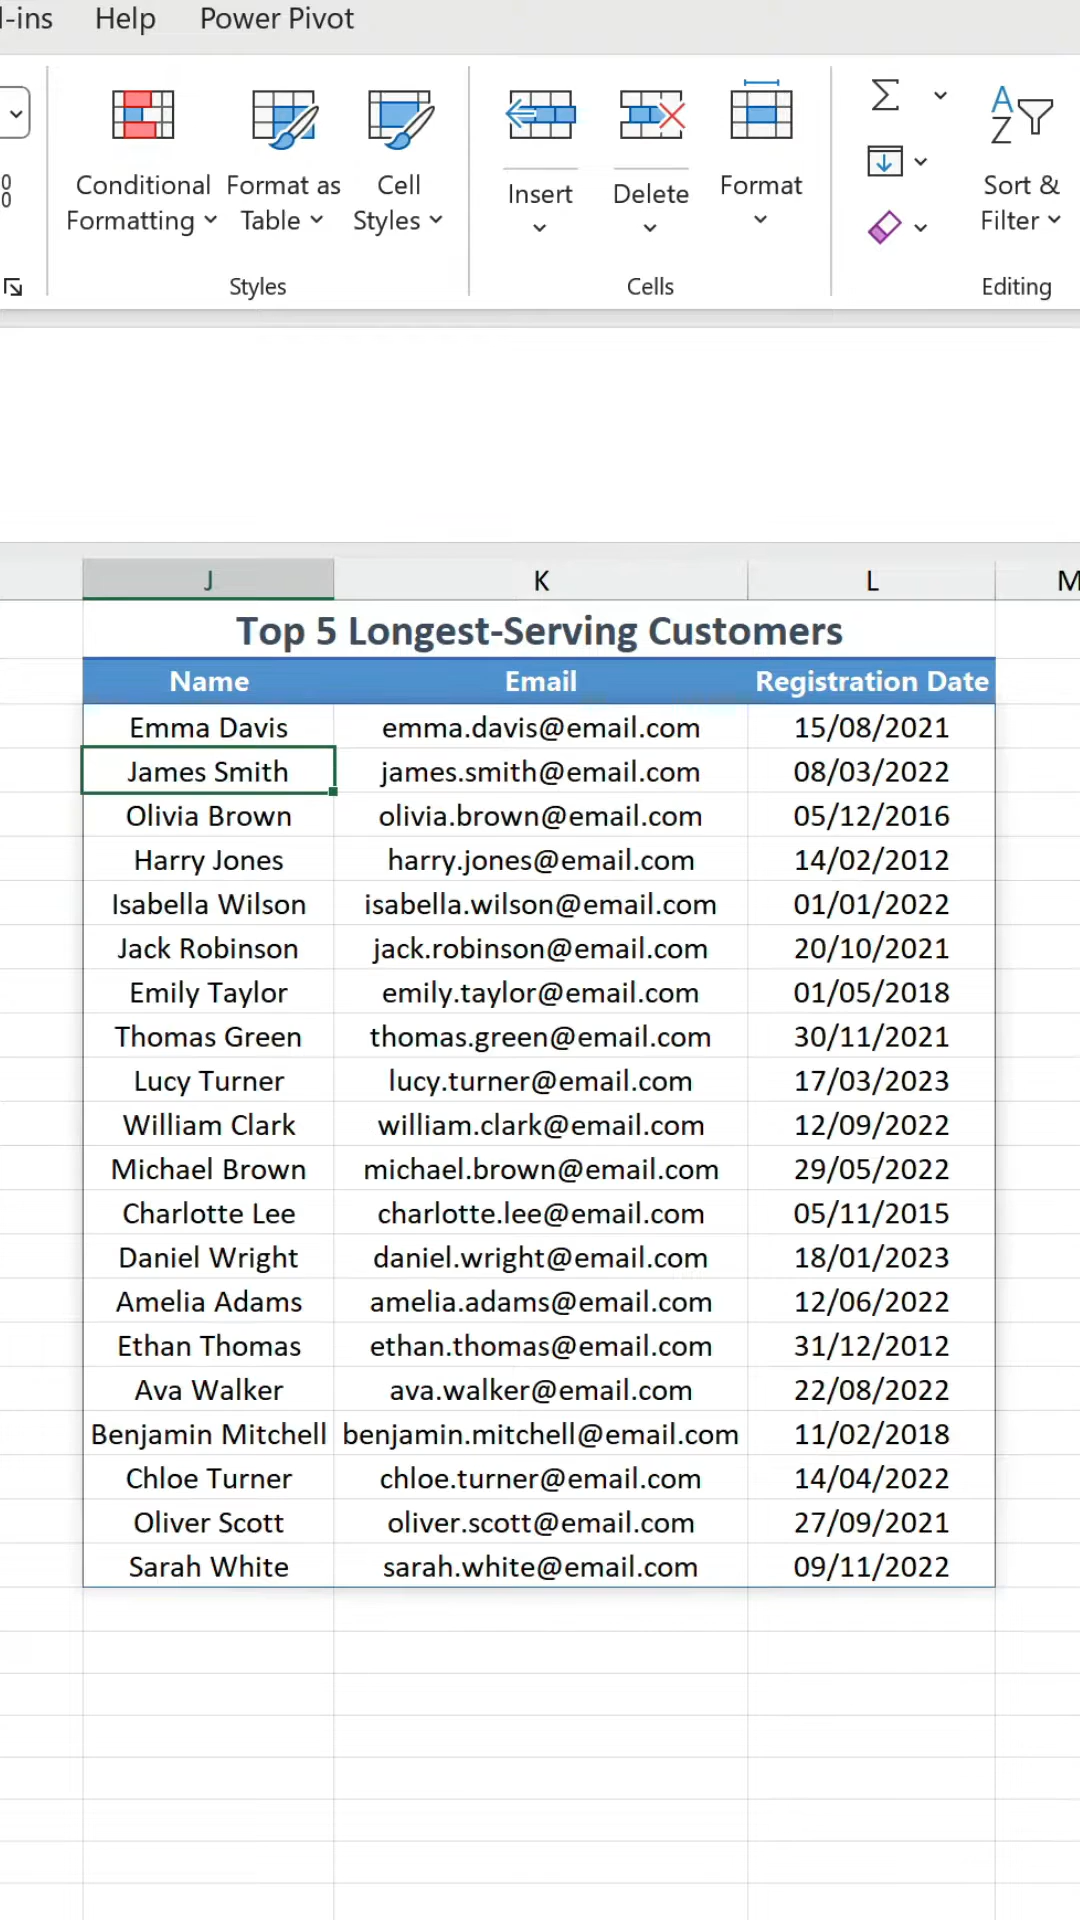 l-ins Help Power Pivot
Conditional Formatting
Format as Table
Cell Styles
Insert
Delete
Format
Sort & Filter
Styles Cells Editing
J K L M
Top 5 Longest-Serving Customers
Name Email Registration Date
Emma Davis emma.davis@email.com 15/08/2021
James Smith james.smith@email.com 08/03/2022
Olivia Brown olivia.brown@email.com 05/12/2016
Harry Jones harry.jones@email.com 14/02/2012
Isabella Wilson isabella.wilson@email.com 01/01/2022
Jack Robinson jack.robinson@email.com 20/10/2021
Emily Taylor emily.taylor@email.com 01/05/2018
Thomas Green thomas.green@email.com 30/11/2021
Lucy Turner lucy.turner@email.com 17/03/2023
William Clark william.clark@email.com 12/09/2022
Michael Brown michael.brown@email.com 29/05/2022
Charlotte Lee charlotte.lee@email.com 05/11/2015
Daniel Wright daniel.wright@email.com 18/01/2023
Amelia Adams amelia.adams@email.com 12/06/2022
Ethan Thomas ethan.thomas@email.com 31/12/2012
Ava Walker ava.walker@email.com 22/08/2022
Benjamin Mitchell benjamin.mitchell@email.com 11/02/2018
Chloe Turner chloe.turner@email.com 14/04/2022
Oliver Scott oliver.scott@email.com 27/09/2021
Sarah White sarah.white@email.com 09/11/2022